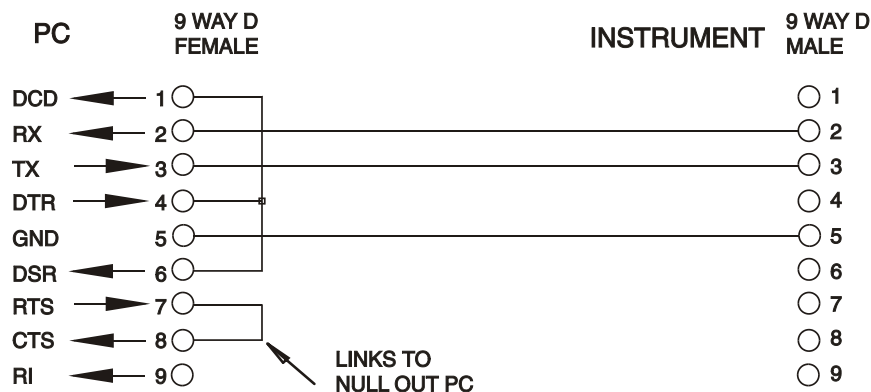 PC
9 WAY D
FEMALE
INSTRUMENT
9 WAY D
MALE
DCD 1 1
RX 2 2
TX 3 3
DTR 4 4
GND 5 5
DSR 6 6
RTS 7 7
CTS 8 8
RI 9 9
LINKS TO
NULL OUT PC